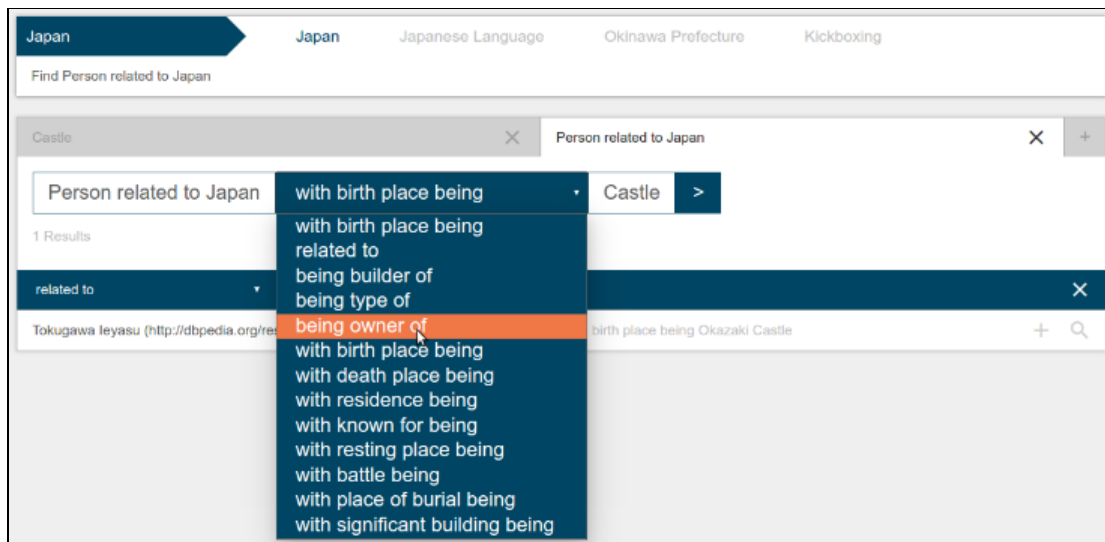 Japan
Japan Japanese Language Okinawa Prefecture Kickboxing
Find Person related to Japan
Castle Person related to Japan
Person related to Japan with birth place being Castle >
1 Results
with birth place being
related to
being builder of
being type of
being owner of
with birth place being
with death place being
with residence being
with known for being
with resting place being
with battle being
with place of burial being
with significant building being
related to
Tokugawa Ieyasu (http://dbpedia.org/res birth place being Okazaki Castle